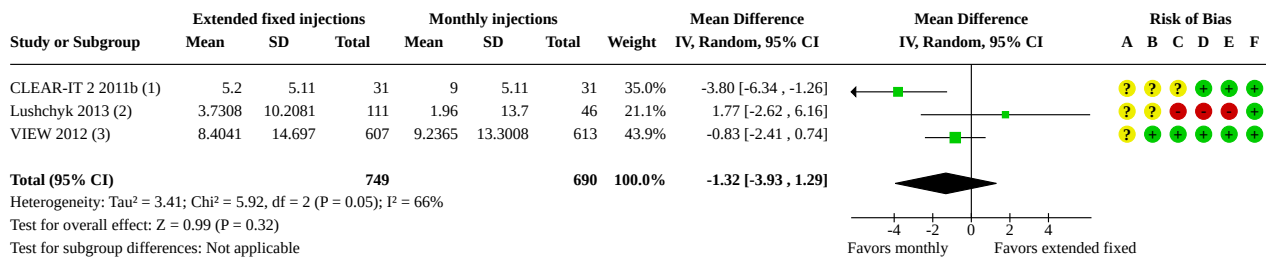 Extended fixed injections Monthly injections Mean Difference Mean Difference Risk of Bias
Study or Subgroup Mean SD Total Mean SD Total Weight IV, Random, 95% CI IV, Random, 95% CI A B C D E F
CLEAR-IT 2 2011b (1) 5.2 5.11 31 9 5.11 31 35.0% -3.80 [-6.34 , -1.26] ? ? ? + + +
Lushchyk 2013 (2) 3.7308 10.2081 111 1.96 13.7 46 21.1% 1.77 [-2.62 , 6.16] ? ? - - - +
VIEW 2012 (3) 8.4041 14.697 607 9.2365 13.3008 613 43.9% -0.83 [-2.41 , 0.74] ? + + + + +
Total (95% CI) 749 690 100.0% -1.32 [-3.93 , 1.29]
Heterogeneity: Tau² = 3.41; Chi² = 5.92, df = 2 (P = 0.05); I² = 66%
Test for overall effect: Z = 0.99 (P = 0.32) -4 -2 0 2 4
Test for subgroup differences: Not applicable Favors monthly Favors extended fixed